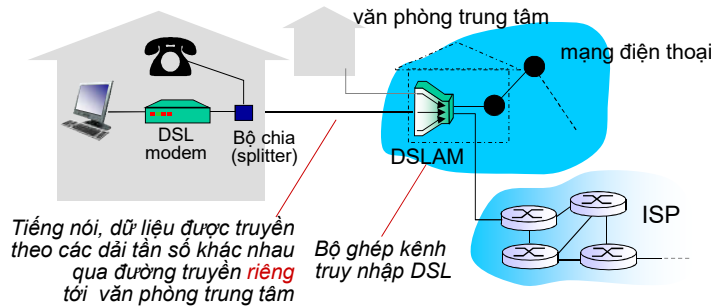 văn phòng trung tâm
mạng điện thoại
DSL
modem
Bộ chia
(splitter)
DSLAM
ISP
Tiếng nói, dữ liệu được truyền
theo các dải tần số khác nhau
qua đường truyền riêng
tới văn phòng trung tâm
Bộ ghép kênh
truy nhập DSL